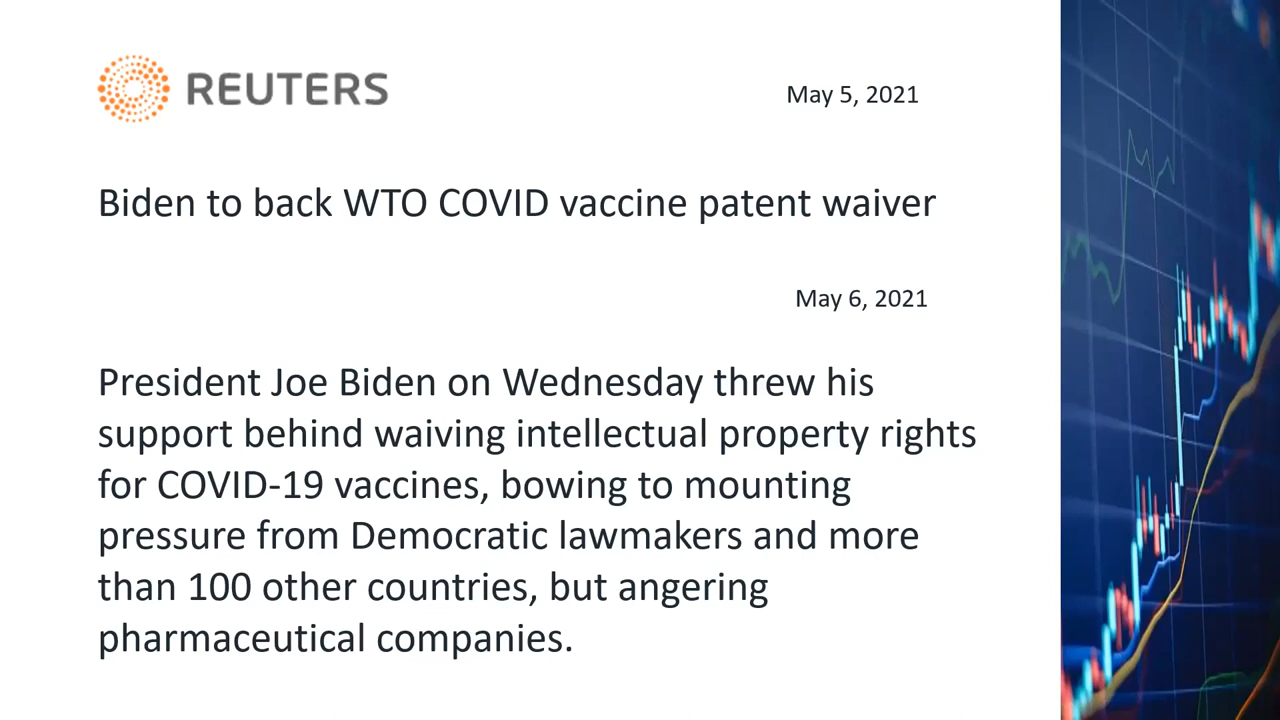 REUTERS
May 5, 2021
Biden to back WTO COVID vaccine patent waiver
May 6, 2021
President Joe Biden on Wednesday threw his
support behind waiving intellectual property rights
for COVID-19 vaccines, bowing to mounting
pressure from Democratic lawmakers and more
than 100 other countries, but angering
pharmaceutical companies.